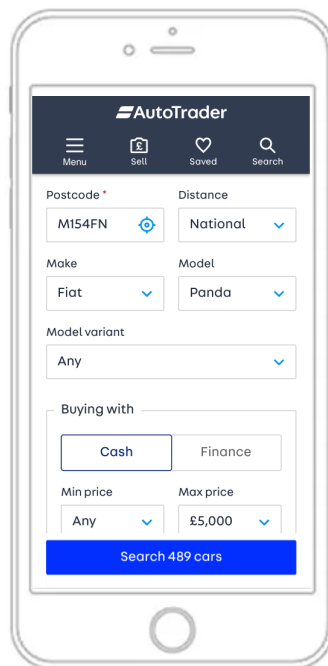 AutoTrader
Menu Sell Saved Search
Postcode * Distance
M154FN National
Make Model
Fiat Panda
Model variant
Any
Buying with
Cash Finance
Min price Max price
Any £5,000
Search 489 cars